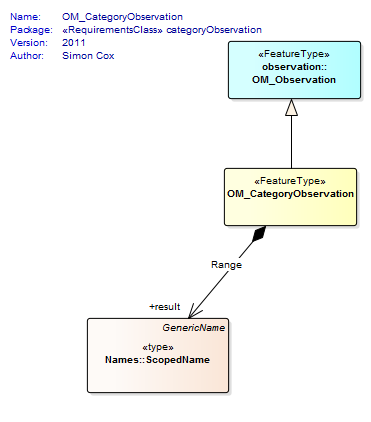 Name: OM_CategoryObservation
Package: «RequirementsClass» categoryObservation
Version: 2011
Author: Simon Cox
«FeatureType»
observation::
OM_Observation
«FeatureType»
OM_CategoryObservation
Range
+result
GenericName
«type»
Names::ScopedName